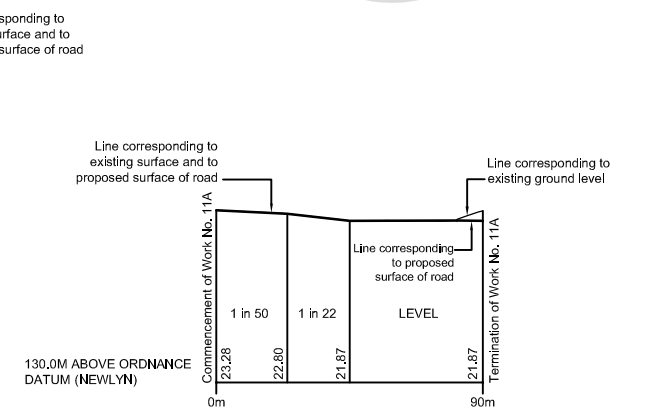 sponding to
urface and to
surface of road
Line corresponding to
existing surface and to
proposed surface of road
Line corresponding to
existing ground level
Commencement of Work No. 11A
Line corresponding
to proposed
surface of road
Termination of Work No. 11A
1 in 50
1 in 22
LEVEL
23.28
22.80
21.87
21.87
130.0M ABOVE ORDNANCE
DATUM (NEWLYN)
0m
90m